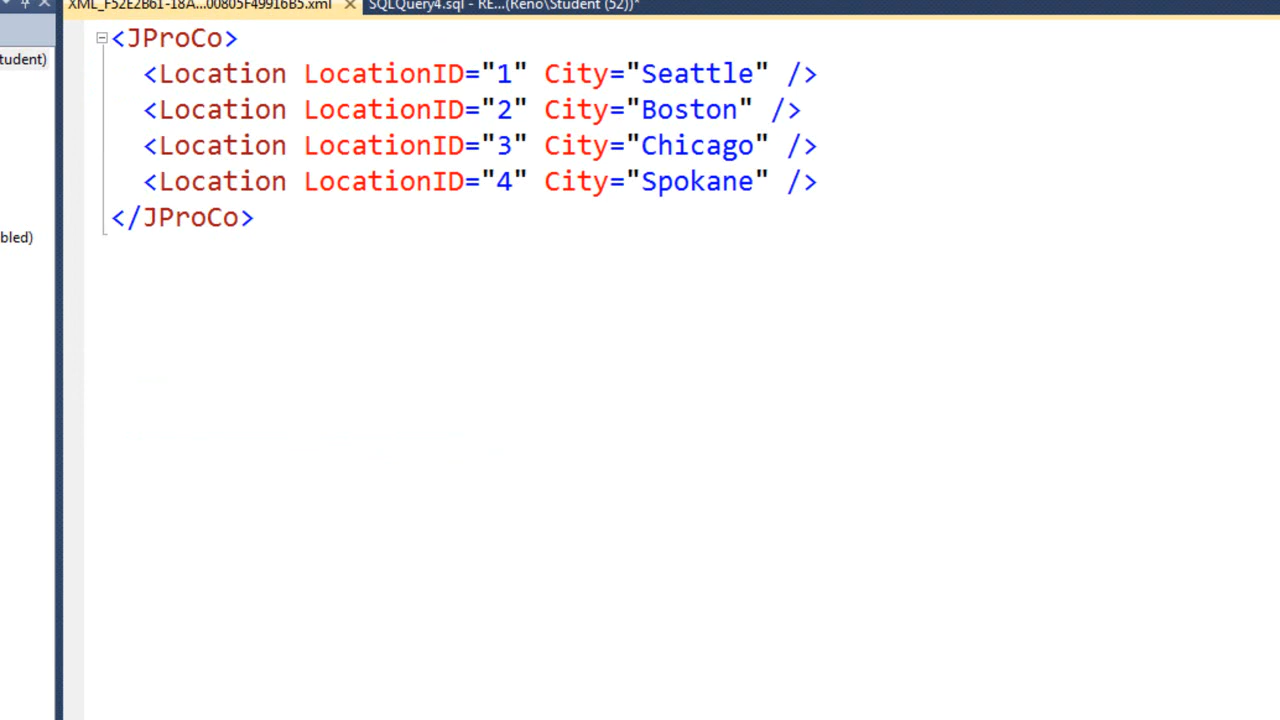 XML_F52E2B61-18A...00805F49916B5.xml SQLQuery4.sql - RE...(Reno\Student (52))*
tudent)
bled)
<JProCo>
<Location LocationID="1" City="Seattle" />
<Location LocationID="2" City="Boston" />
<Location LocationID="3" City="Chicago" />
<Location LocationID="4" City="Spokane" />
</JProCo>